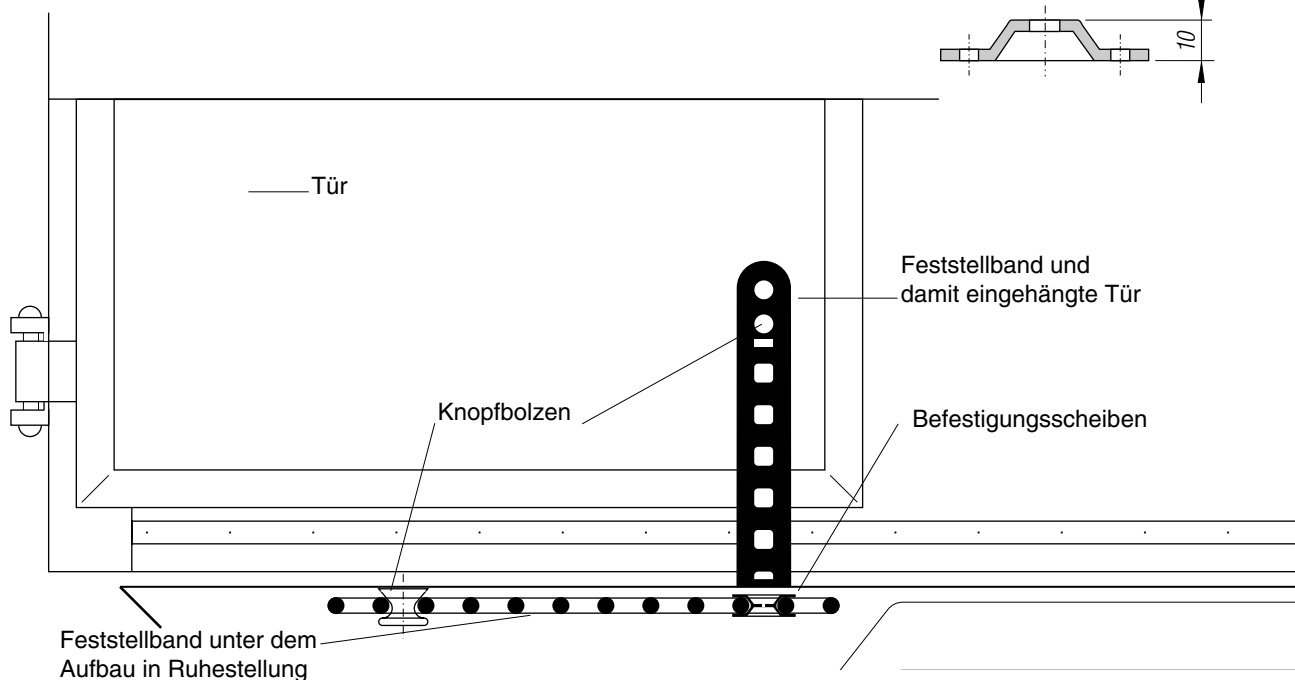 10
Tür
Feststellband und
damit eingehängte Tür
Knopfbolzen
Befestigungsscheiben
Feststellband unter dem
Aufbau in Ruhestellung